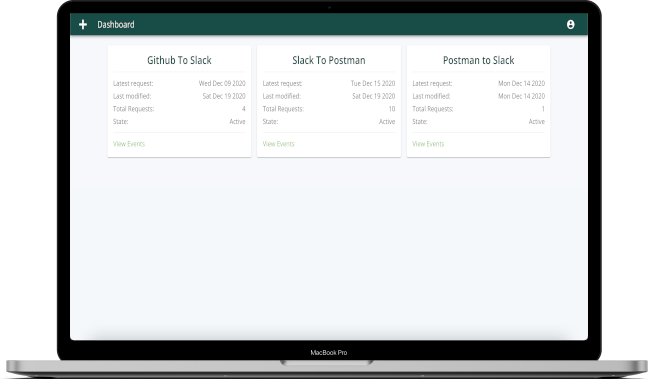 Dashboard
Github To Slack
Latest request: Wed Dec 09 2020
Last modified: Sat Dec 19 2020
Total Requests: 4
State: Active
View Events
Slack To Postman
Latest request: Tue Dec 15 2020
Last modified: Sat Dec 19 2020
Total Requests: 10
State: Active
View Events
Postman to Slack
Latest request: Mon Dec 14 2020
Last modified: Mon Dec 14 2020
Total Requests: 1
State: Active
View Events
MacBook Pro